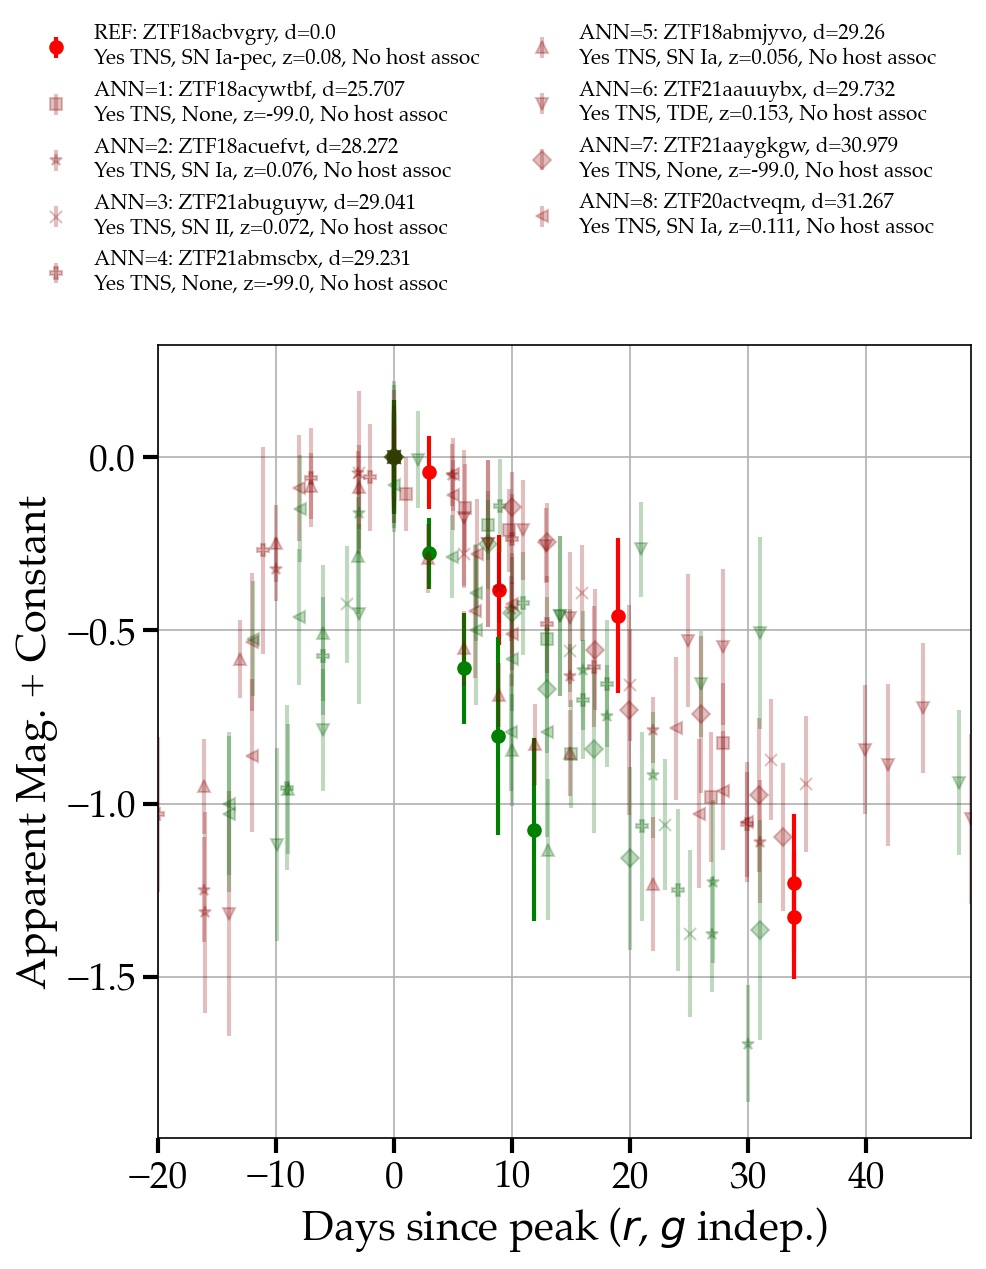 REF: ZTF18acbvgry, d=0.0
Yes TNS, SN Ia-pec, z=0.08, No host assoc
ANN=1: ZTF18acywtbf, d=25.707
Yes TNS, None, z=-99.0, No host assoc
ANN=2: ZTF18acuefvt, d=28.272
Yes TNS, SN Ia, z=0.076, No host assoc
ANN=3: ZTF21abuguyw, d=29.041
Yes TNS, SN II, z=0.072, No host assoc
ANN=4: ZTF21abmscbx, d=29.231
Yes TNS, None, z=-99.0, No host assoc
ANN=5: ZTF18abmjyvo, d=29.26
Yes TNS, SN Ia, z=0.056, No host assoc
ANN=6: ZTF21aauuybx, d=29.732
Yes TNS, TDE, z=0.153, No host assoc
ANN=7: ZTF21aaygkgw, d=30.979
Yes TNS, None, z=-99.0, No host assoc
ANN=8: ZTF20actveqm, d=31.267
Yes TNS, SN Ia, z=0.111, No host assoc
Apparent Mag. + Constant
0.0
−0.5
−1.0
−1.5
−20 −10 0 10 20 30 40
Days since peak (r, g indep.)